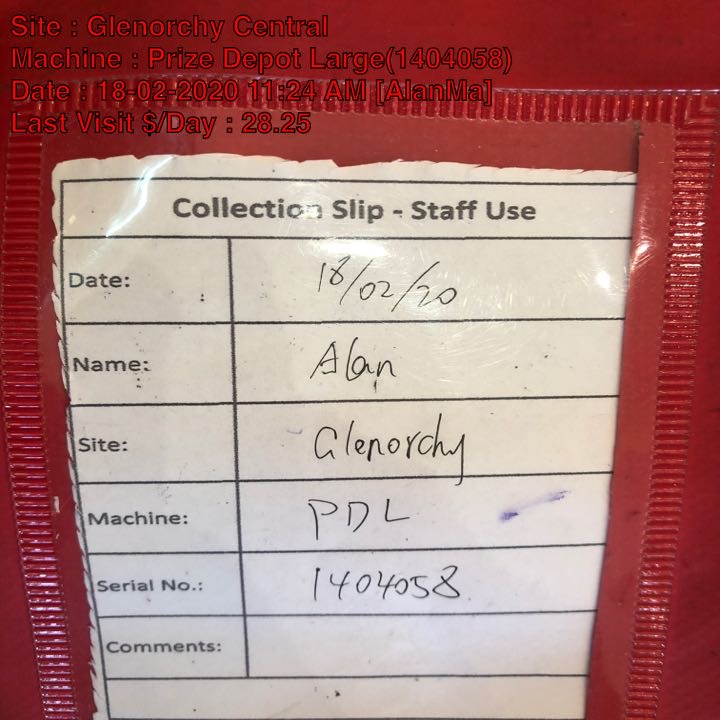 Site : Glenorchy Central
Machine : Prize Depot Large(1404058)
Date : 18-02-2020 11:24 AM [AlanMa]
Last Visit $/Day : 28.25
Collection Slip - Staff Use
Date: 18/02/20
Name: Alan
Site: Glenorchy
Machine: PDL
Serial No.: 1404058
Comments: